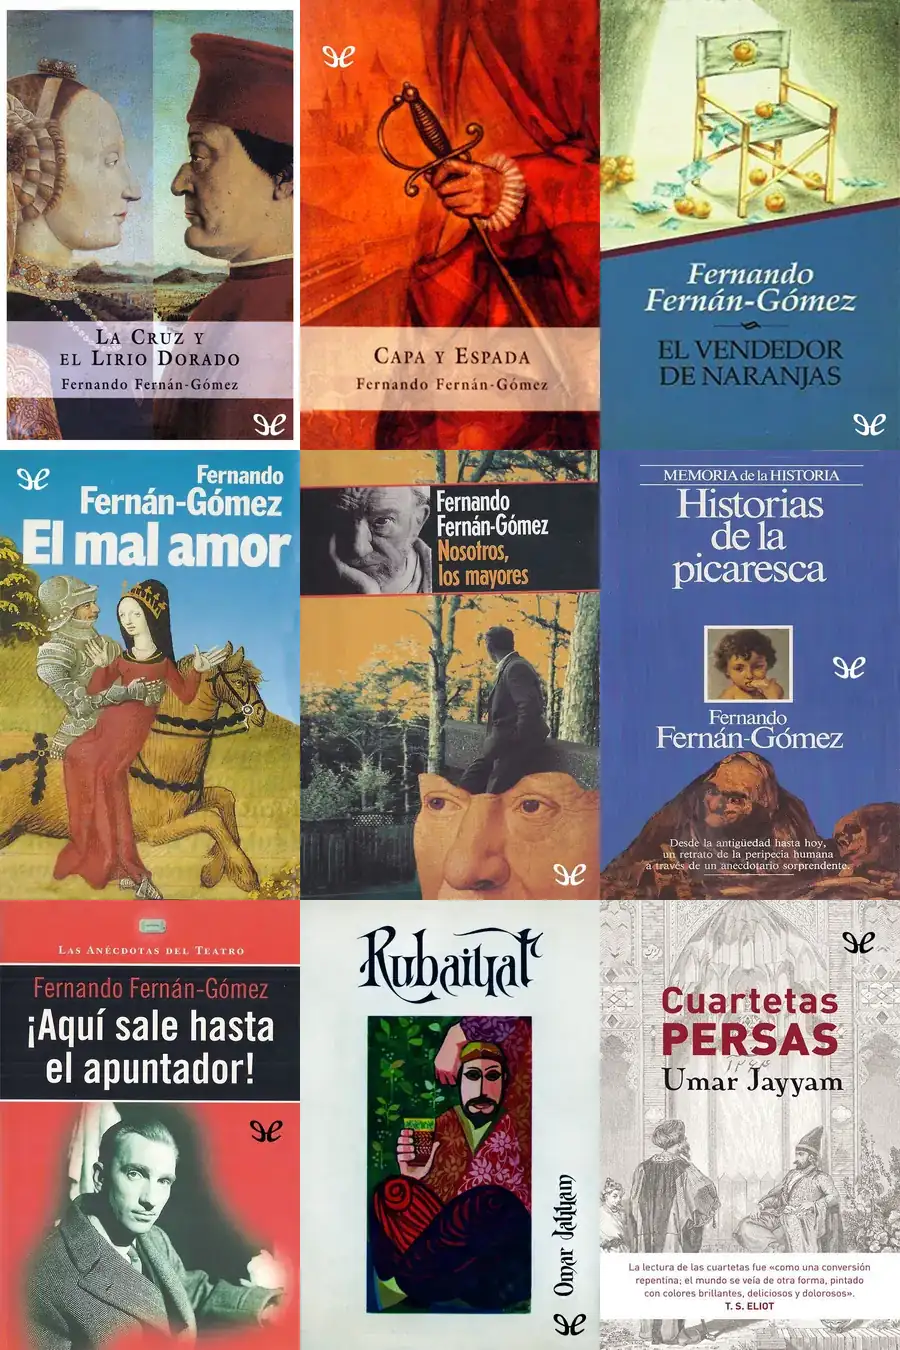 LA CRUZ Y
EL LIRIO DORADO
Fernando Fernán-Gómez
CAPA Y ESPADA
Fernando Fernán-Gómez
Fernando
Fernán-Gómez
EL VENDEDOR
DE NARANJAS
Fernando
Fernán-Gómez
El mal amor
Fernando
Fernán-Gómez
Nosotros,
los mayores
MEMORIA de la HISTORIA
Historias
de la
picaresca
Fernando
Fernán-Gómez
Desde la antigüedad hasta hoy,
un retrato de la peripecia humana
a través de un anecdotario sorprendente.
LAS ANÉCDOTAS DEL TEATRO
Fernando Fernán-Gómez
¡Aquí sale hasta
el apuntador!
Rubaiyat
Omar Jayyam
Cuartetas
PERSAS
Umar Jayyam
La lectura de las cuartetas fue «como una conversión
repentina; el mundo se veía de otra forma, pintado
con colores brillantes, deliciosos y dolorosos».
T. S. ELIOT